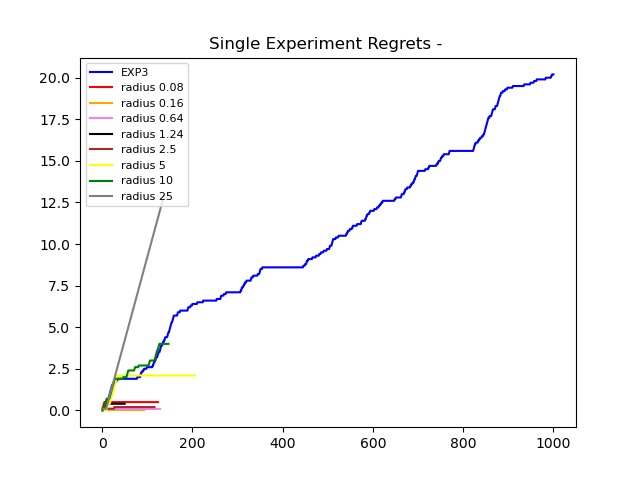 Single Experiment Regrets -
20.0
17.5
15.0
12.5
10.0
7.5
5.0
2.5
0.0
EXP3
radius 0.08
radius 0.16
radius 0.64
radius 1.24
radius 2.5
radius 5
radius 10
radius 25
0 200 400 600 800 1000